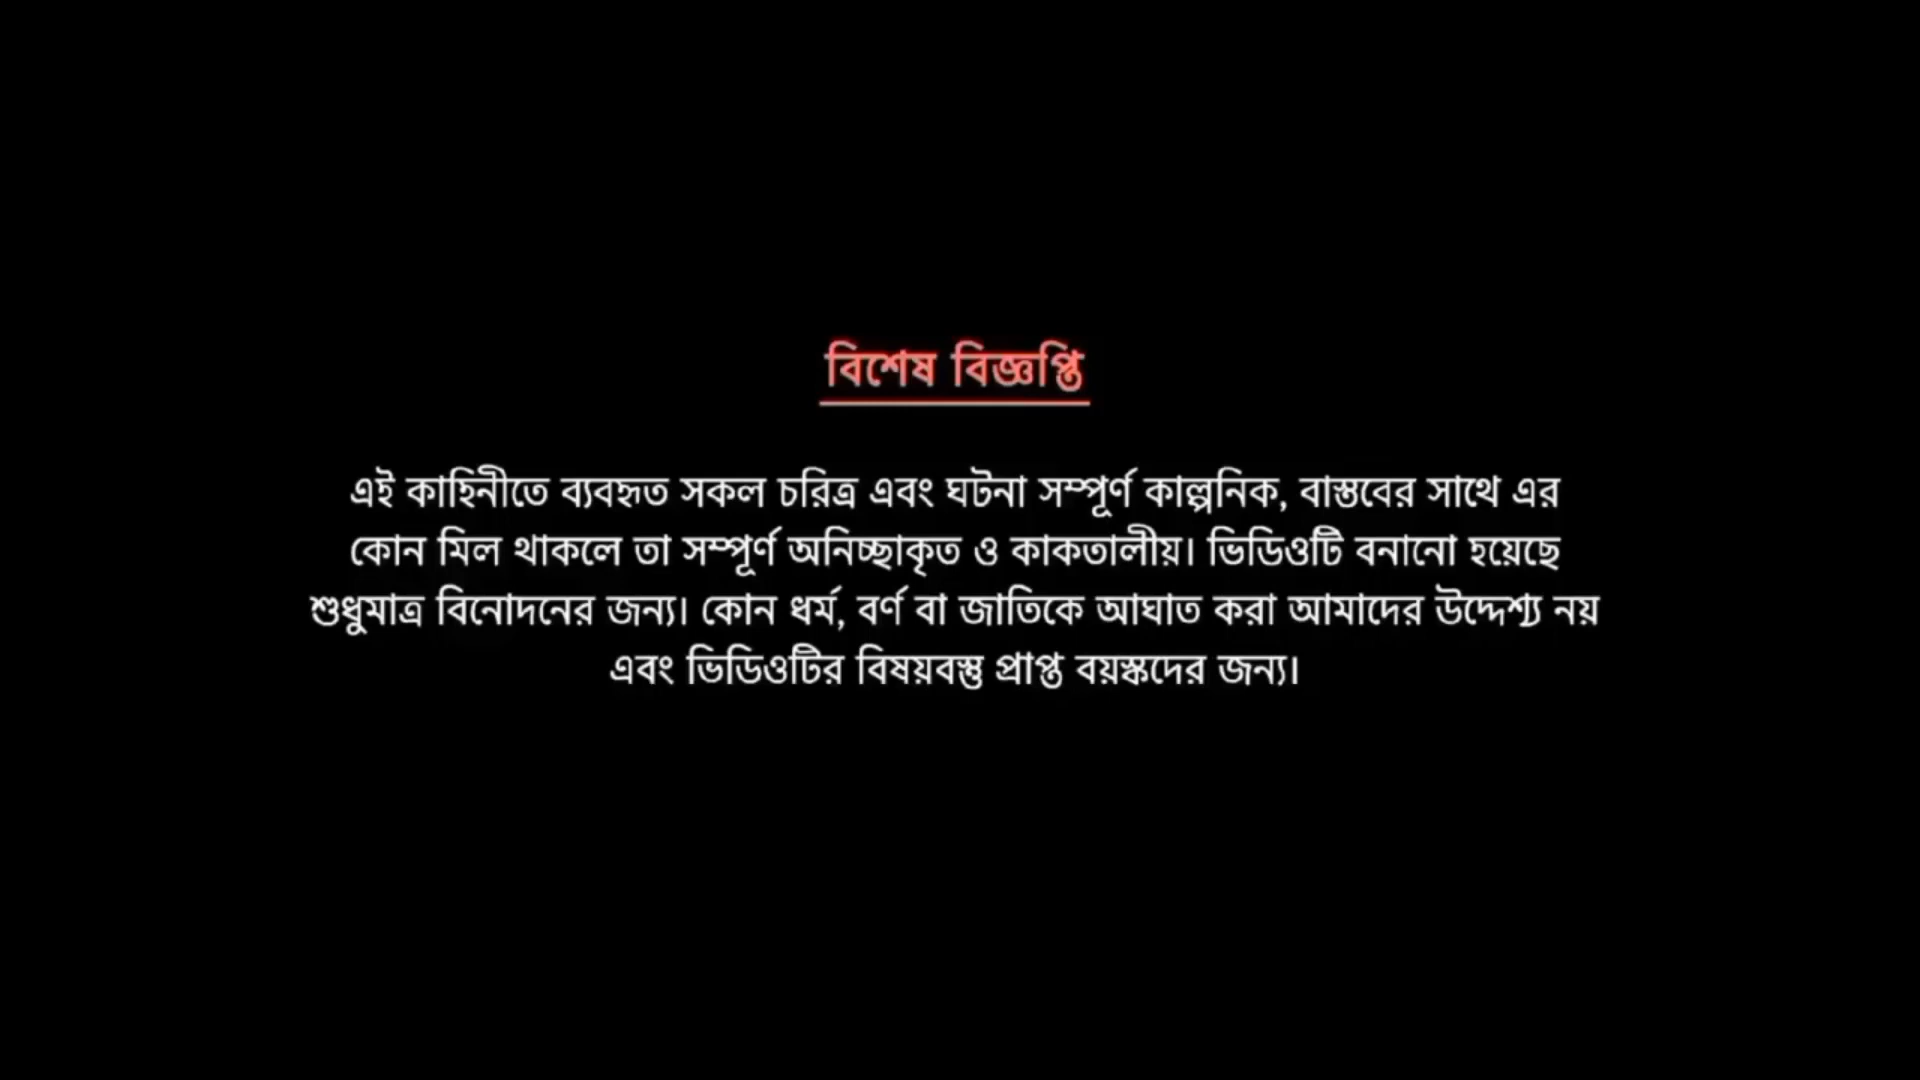 বিশেষ বিজ্ঞপ্তি
এই কাহিনীতে ব্যবহৃত সকল চরিত্র এবং ঘটনা সম্পূর্ণ কাল্পনিক, বাস্তবের সাথে এর
কোন মিল থাকলে তা সম্পূর্ণ অনিচ্ছাকৃত ও কাকতালীয়। ভিডিওটি বনানো হয়েছে
শুধুমাত্র বিনোদনের জন্য। কোন ধর্ম, বর্ণ বা জাতিকে আঘাত করা আমাদের উদ্দেশ্য নয়
এবং ভিডিওটির বিষয়বস্তু প্রাপ্ত বয়স্কদের জন্য।